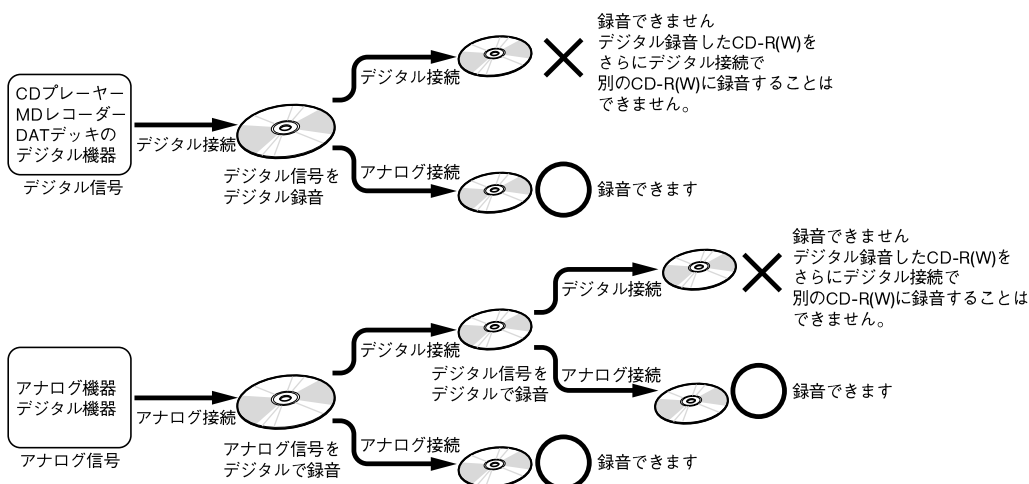 録音できません
デジタル録音したCD-R(W)を
さらにデジタル接続で
別のCD-R(W)に録音することは
できません。
デジタル接続
CDプレーヤー
MDレコーダー
DATデッキの
デジタル機器
デジタル接続
デジタル信号
デジタル信号を
デジタル録音
アナログ接続
録音できます
録音できません
デジタル録音したCD-R(W)を
さらにデジタル接続で
別のCD-R(W)に録音することは
できません。
デジタル接続
デジタル接続
デジタル信号を
デジタルで録音
アナログ接続
録音できます
アナログ機器
デジタル機器
アナログ接続
アナログ信号
アナログ信号を
デジタルで録音
アナログ接続
録音できます